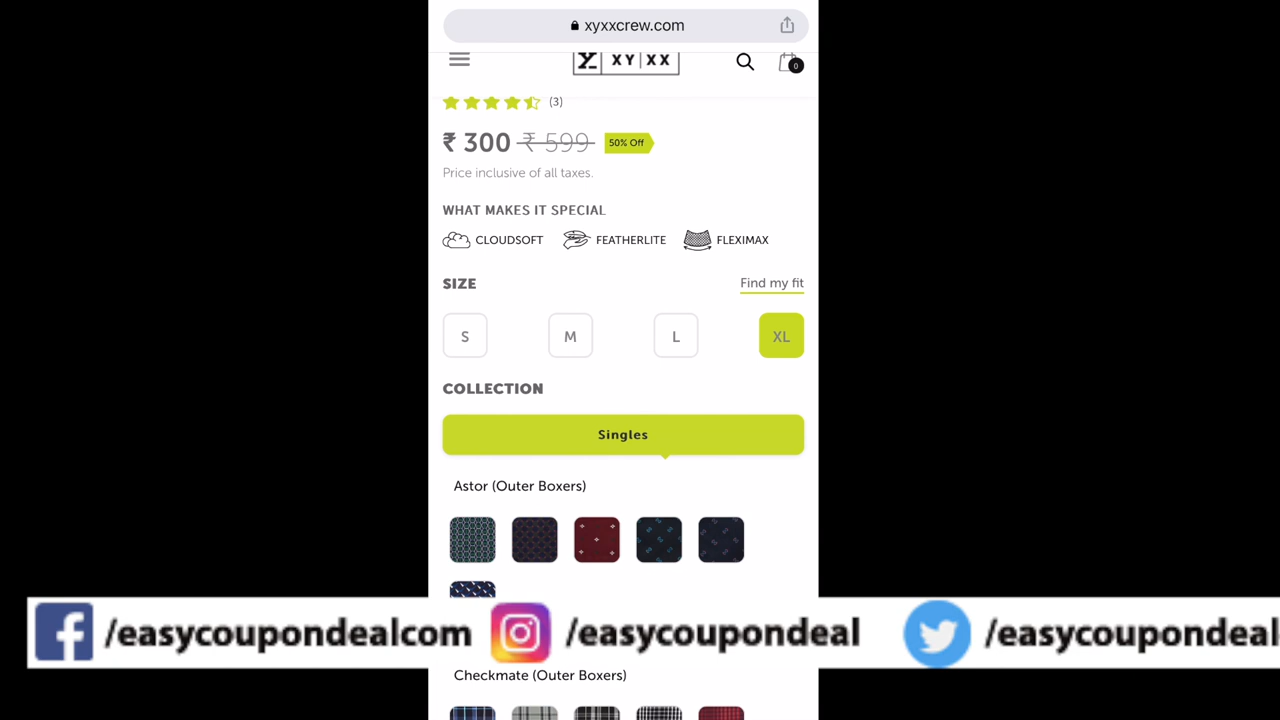 xyxxcrew.com
XY|XX
0
(3)
₹ 300 ₹ 599 50% Off
Price inclusive of all taxes.
WHAT MAKES IT SPECIAL
CLOUDSOFT FEATHERLITE FLEXIMAX
SIZE Find my fit
S M L XL
COLLECTION
Singles
Astor (Outer Boxers)
/easycoupondealcom /easycoupondeal /easycoupondeal
Checkmate (Outer Boxers)